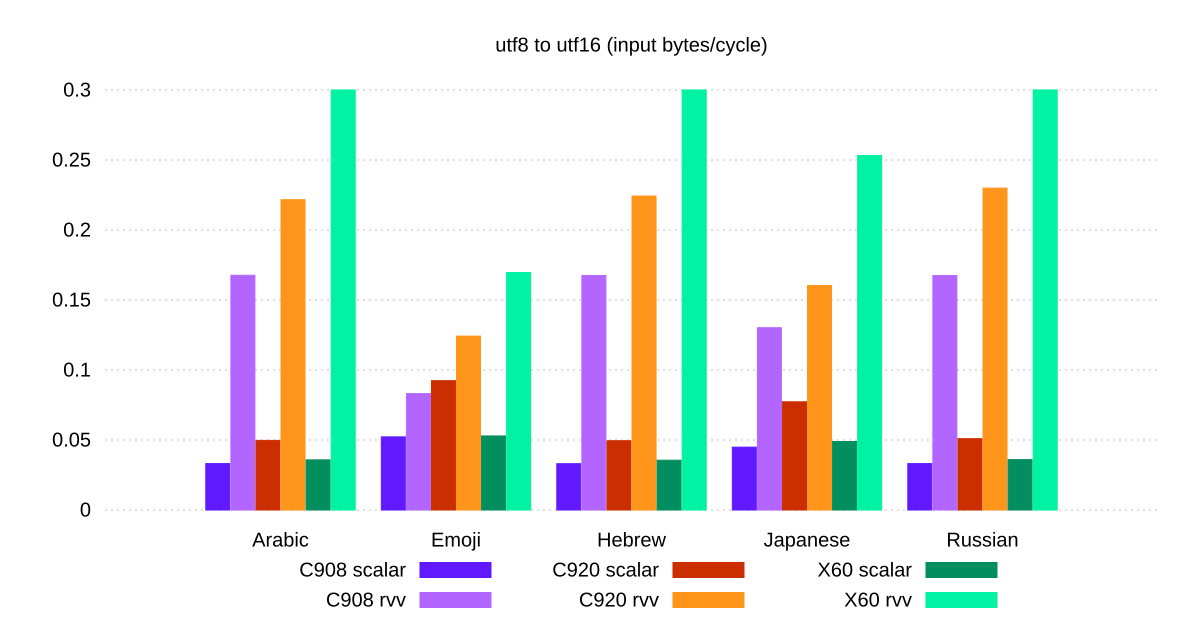 utf8 to utf16 (input bytes/cycle)
0.3
0.25
0.2
0.15
0.1
0.05
0
Arabic Emoji Hebrew Japanese Russian
C908 scalar C920 scalar X60 scalar
C908 rvv C920 rvv X60 rvv